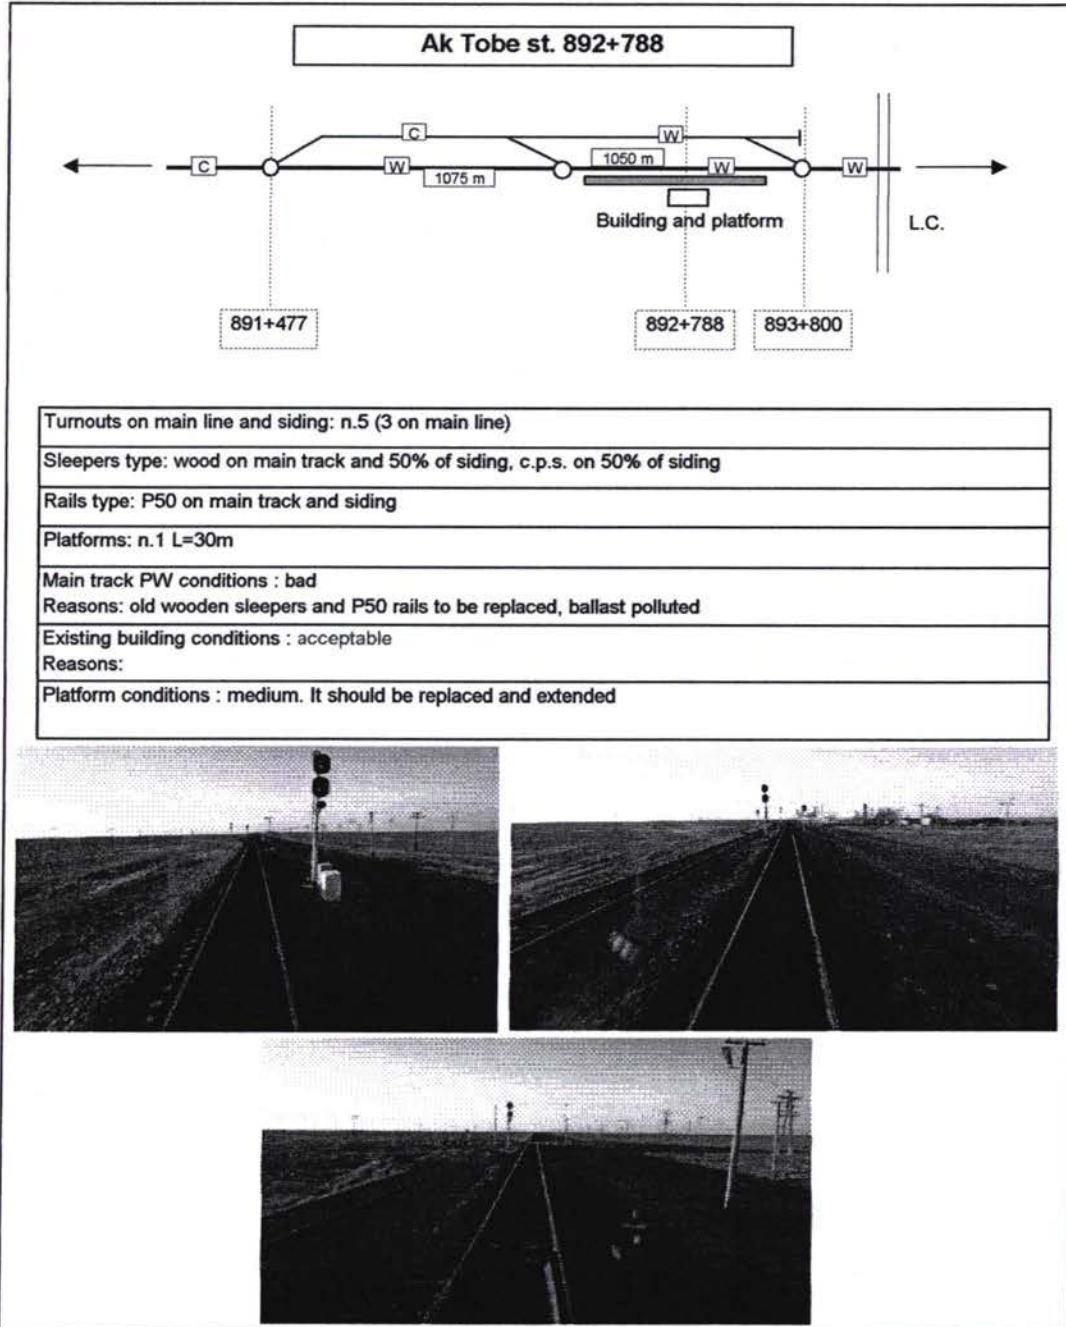 Ak Tobe st. 892+788
C
W
1050 m
C
W
1075 m
W
W
Building and platform
L.C.
891+477
892+788
893+800
Turnouts on main line and siding: n.5 (3 on main line)
Sleepers type: wood on main track and 50% of siding, c.p.s. on 50% of siding
Rails type: P50 on main track and siding
Platforms: n.1 L=30m
Main track PW conditions : bad
Reasons: old wooden sleepers and P50 rails to be replaced, ballast polluted
Existing building conditions : acceptable
Reasons:
Platform conditions : medium. It should be replaced and extended